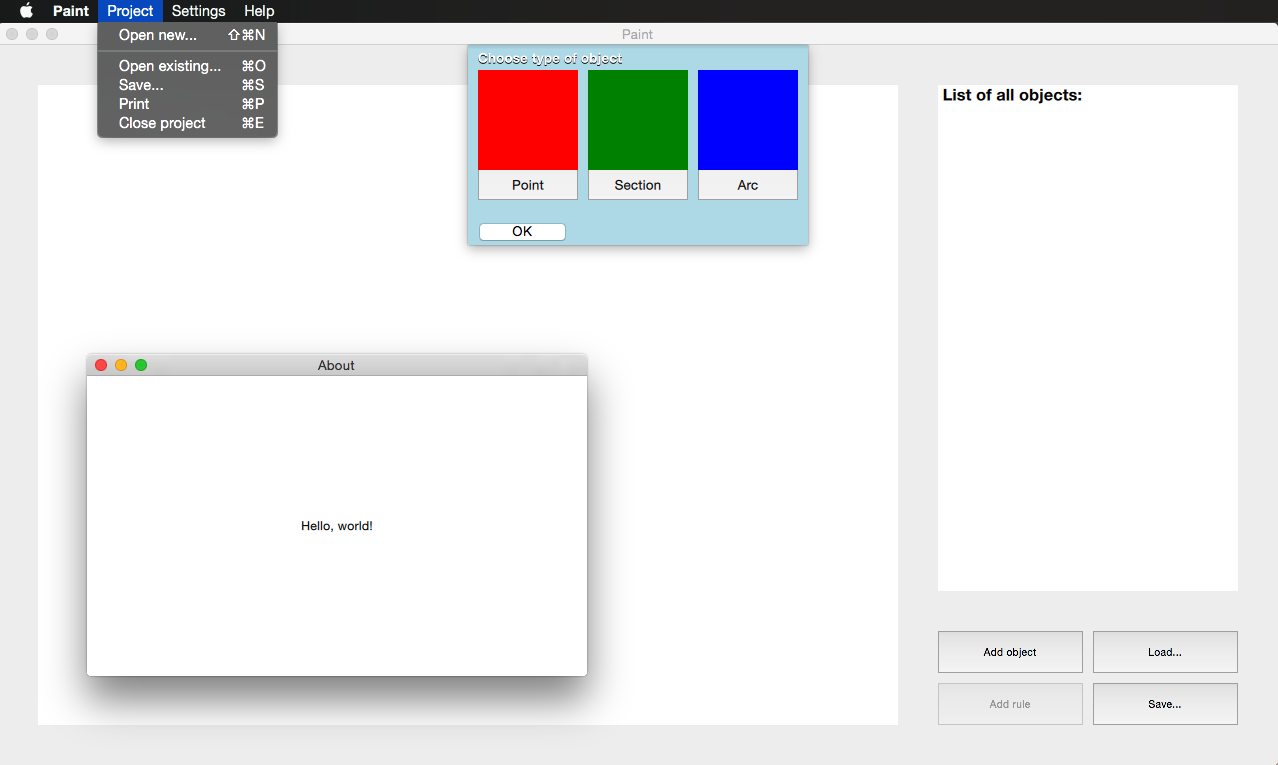 Paint Project Settings Help
Open new... ⇧⌘N
Paint
Open existing... ⌘O
Save... ⌘S
Print ⌘P
Close project ⌘E
Choose type of object
Point Section Arc
OK
List of all objects:
About
Hello, world!
Add object Load...
Add rule Save...